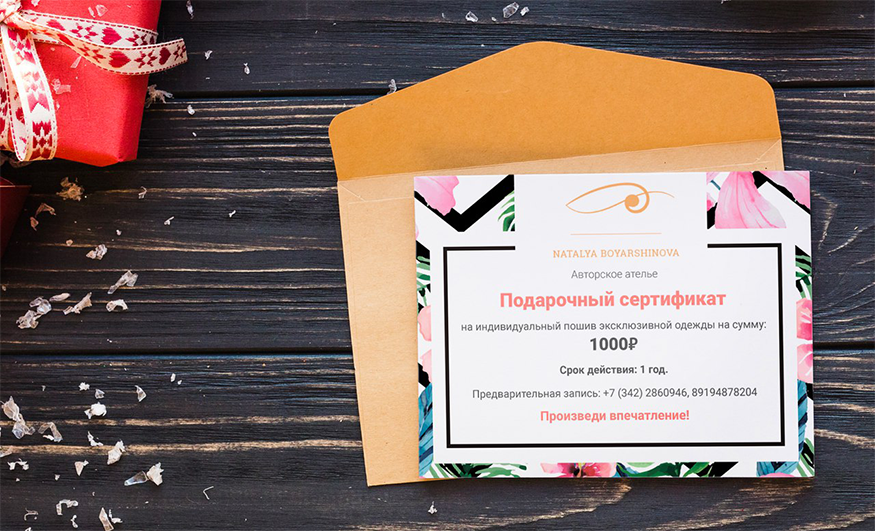 NATALYA BOYARSHINOVA
Авторское ателье
Подарочный сертификат
на индивидуальный пошив эксклюзивной одежды на сумму:
1000₽
Срок действия: 1 год.
Предварительная запись: +7 (342) 2860946, 89194878204
Произведи впечатление!